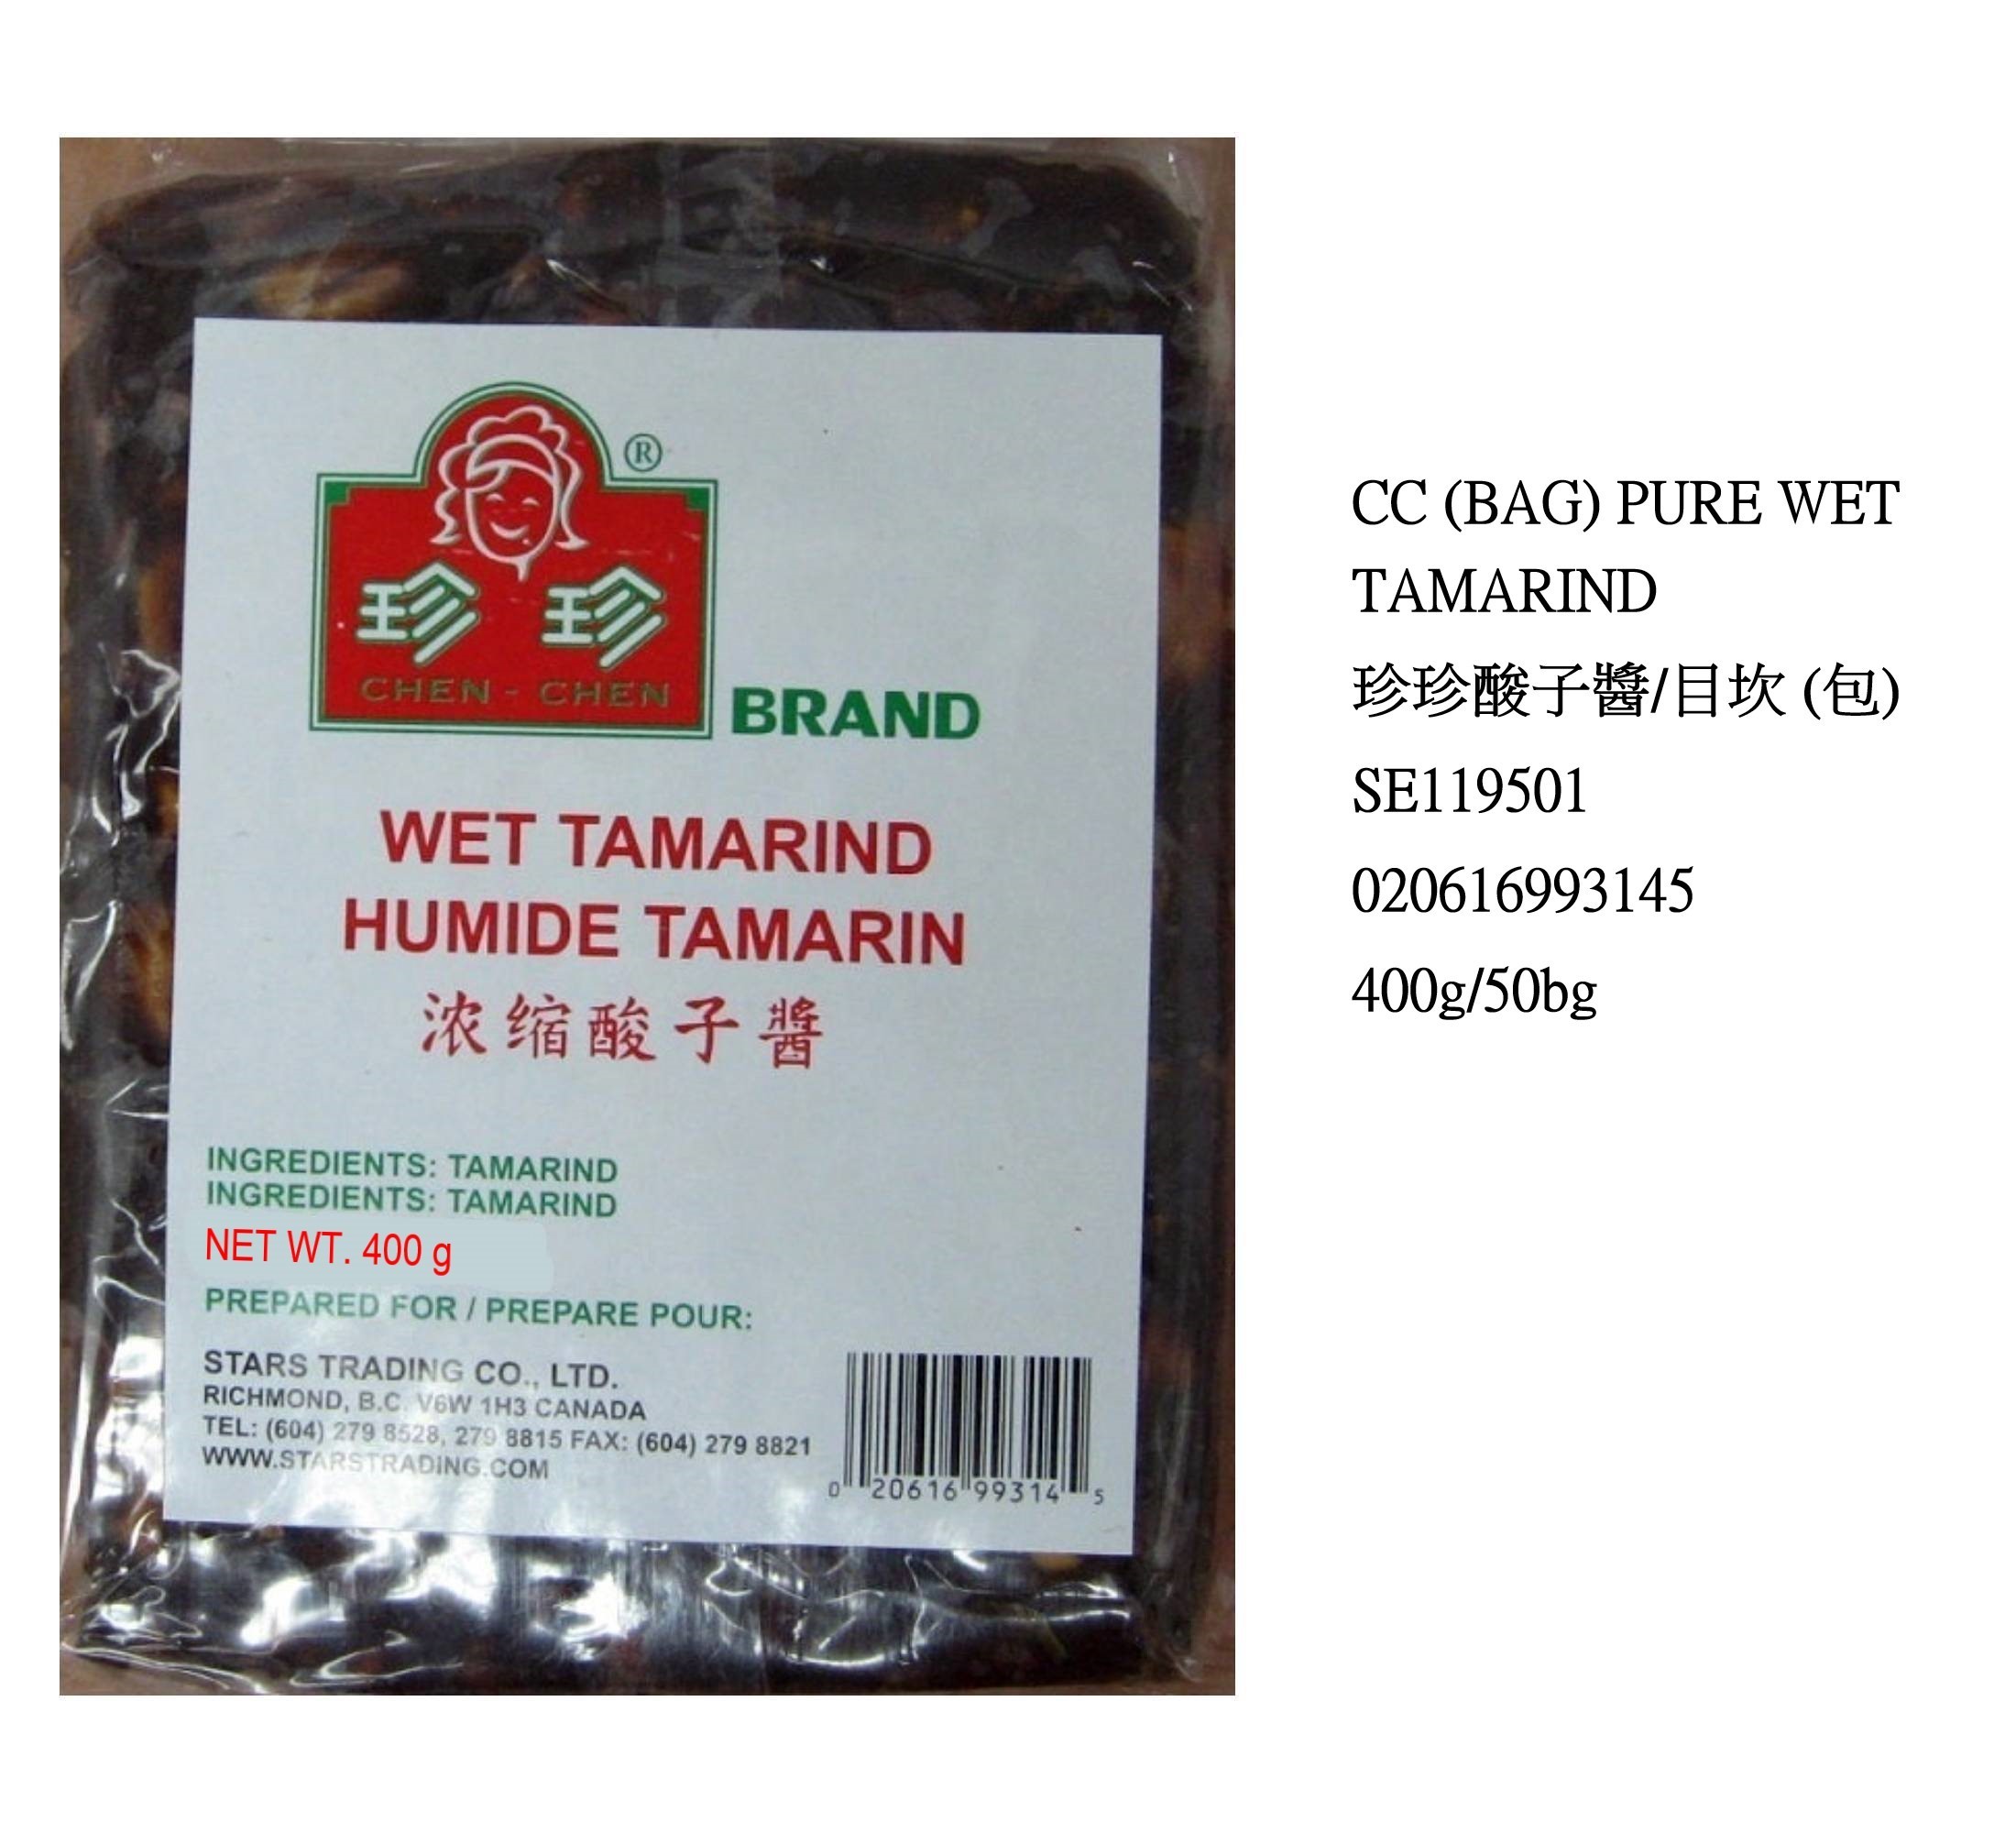 ®
珍 珍
CHEN - CHEN
BRAND
WET TAMARIND
HUMIDE TAMARIN
浓缩酸子醬
INGREDIENTS: TAMARIND
INGREDIENTS: TAMARIND
NET WT. 400 g
PREPARED FOR / PREPARE POUR:
STARS TRADING CO., LTD.
RICHMOND, B.C. V6W 1H3 CANADA
TEL: (604) 279 8528, 279 8815 FAX: (604) 279 8821
WWW.STARSTRADING.COM
0 20616 99314 5
CC (BAG) PURE WET
TAMARIND
珍珍酸子醬/目坎 (包)
SE119501
020616993145
400g/50bg